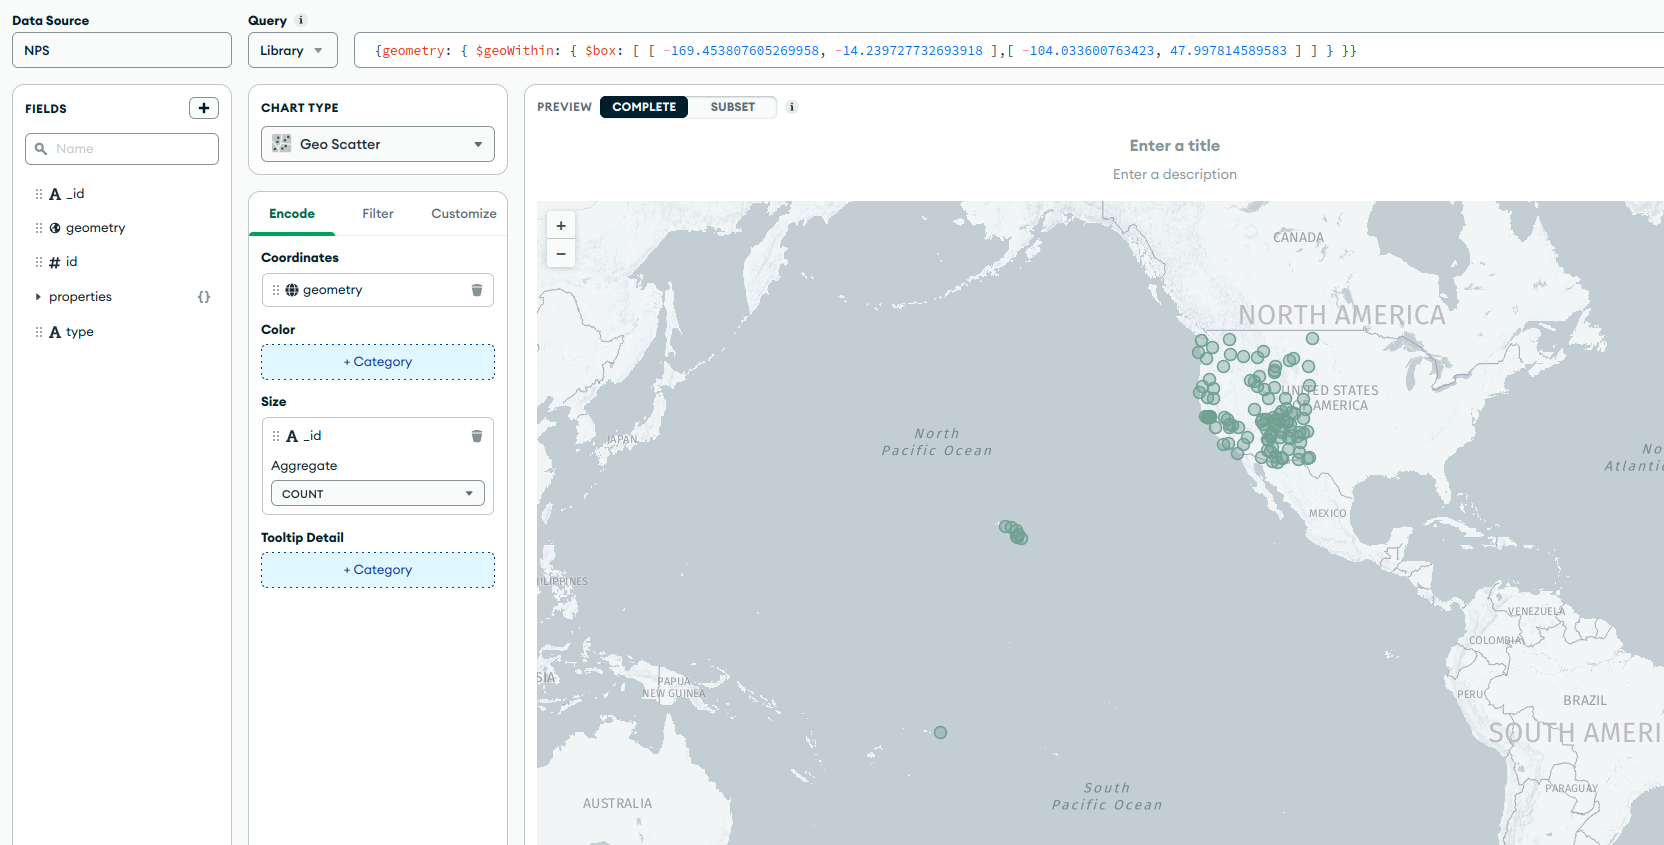 Data Source
NPS
Query i
Library
{geometry: { $geoWithin: { $box: [ [ -169.453807605269958, -14.239727732693918 ],[ -104.033600763423, 47.997814589583 ] ] } }}
FIELDS
+
Name
A _id
geometry
# id
properties {}
A type
CHART TYPE
Geo Scatter
Encode Filter Customize
Coordinates
geometry
Color
+ Category
Size
A _id
Aggregate
COUNT
Tooltip Detail
+ Category
PREVIEW COMPLETE SUBSET i
Enter a title
Enter a description
+
−
CANADA
NORTH AMERICA
UNITED STATES
AMERICA
JAPAN
North
Pacific Ocean
No
Atlantic
MEXICO
HILIPPINES
VENEZUELA
COLOMBIA
SIA
PAPUA
NEW GUINEA
PERU
BRAZIL
SOUTH AMERI
South
Pacific Ocean
PARAGUAY
AUSTRALIA